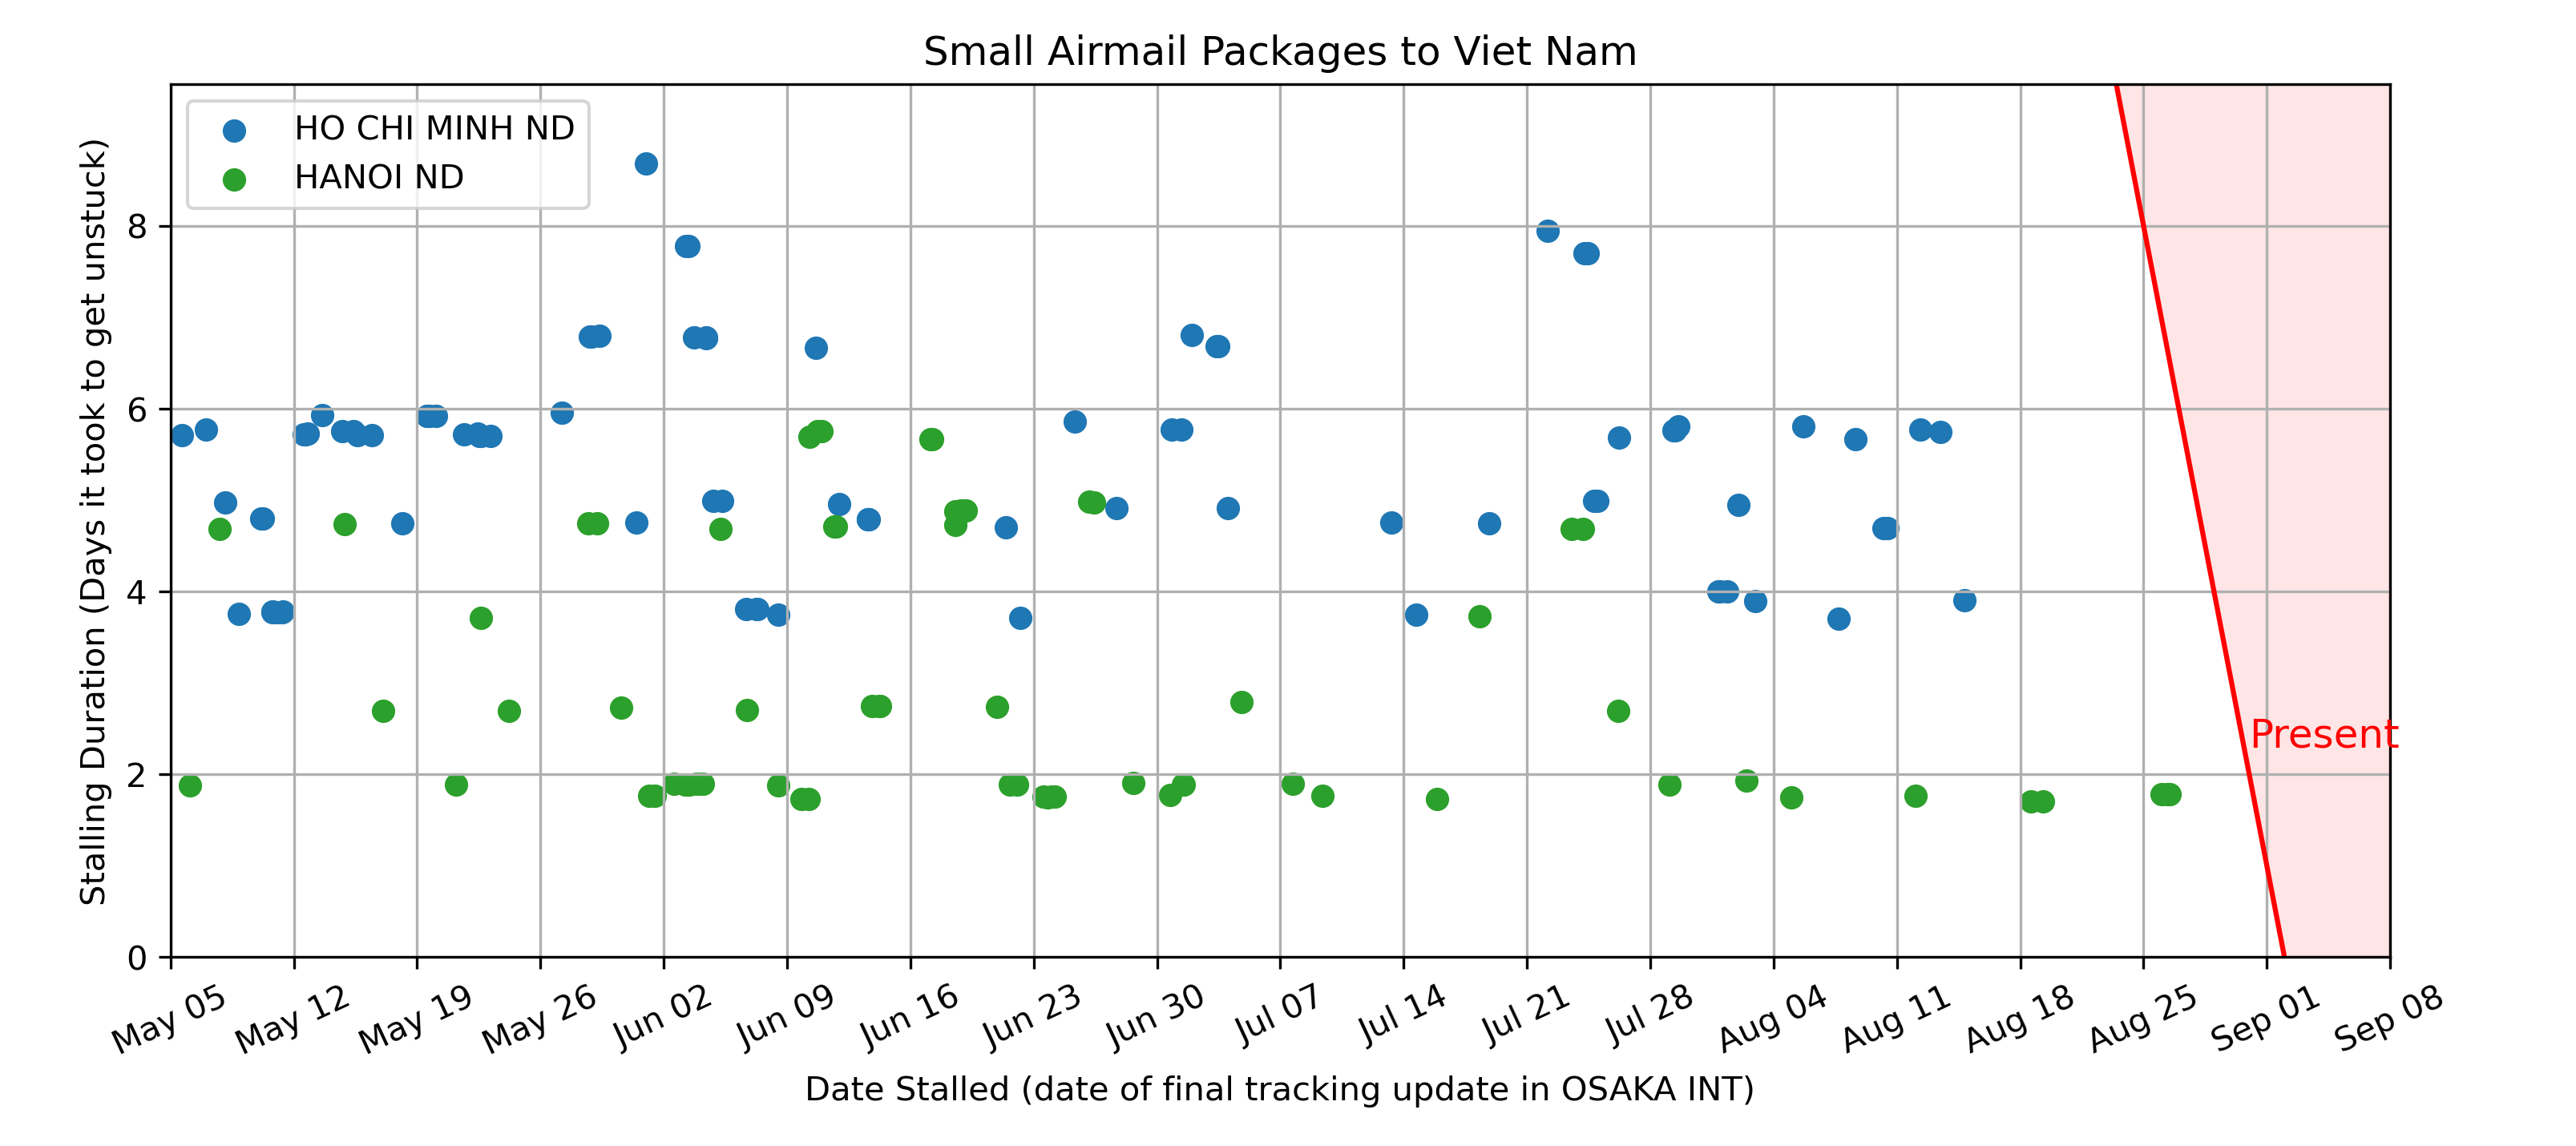 Small Airmail Packages to Viet Nam
HO CHI MINH ND
HANOI ND
Stalling Duration (Days it took to get unstuck)
8
6
4
2
0
Present
May 05
May 12
May 19
May 26
Jun 02
Jun 09
Jun 16
Jun 23
Jun 30
Jul 07
Jul 14
Jul 21
Jul 28
Aug 04
Aug 11
Aug 18
Aug 25
Sep 01
Sep 08
Date Stalled (date of final tracking update in OSAKA INT)